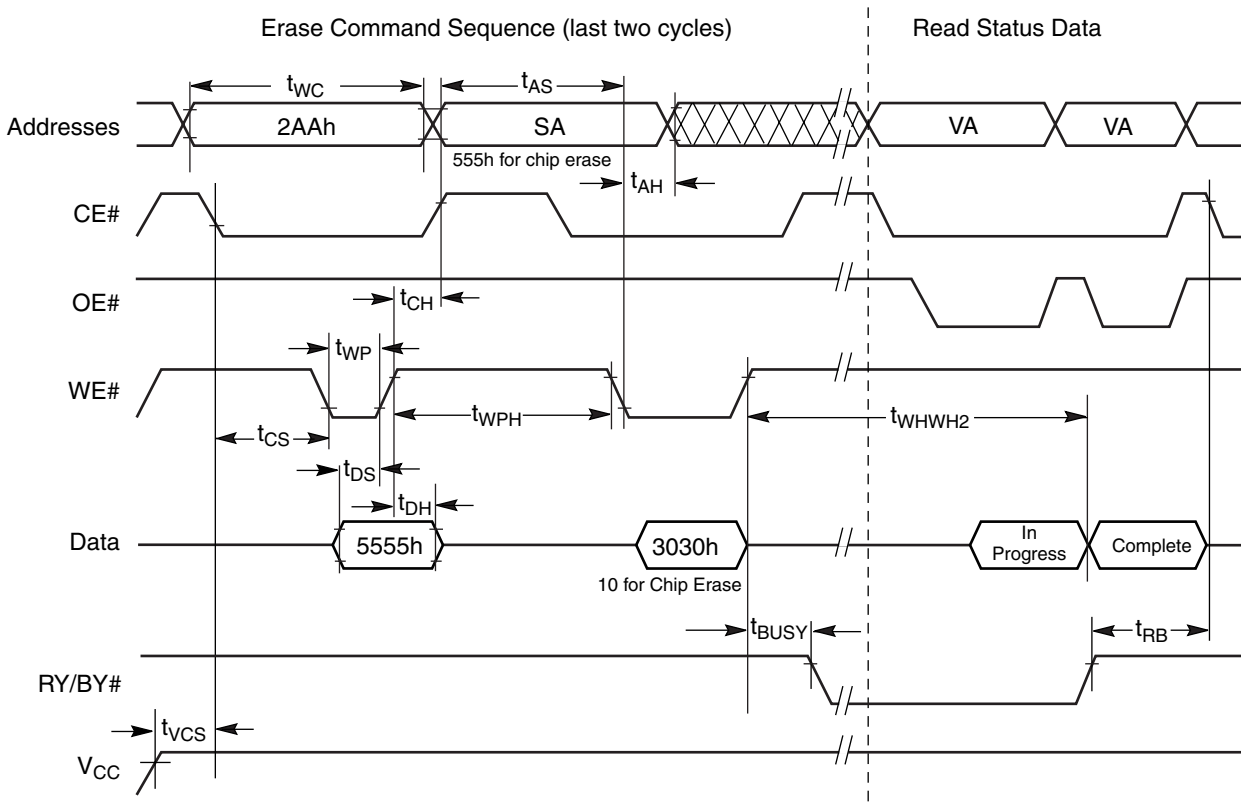 Erase Command Sequence (last two cycles)
Read Status Data
tWC
tAS
Addresses
2AAh
SA
VA
VA
555h for chip erase
tAH
CE#
OE#
tCH
tWP
WE#
tWPH
tWHWH2
tCS
tDS
tDH
Data
5555h
3030h
In
Progress
Complete
10 for Chip Erase
tBUSY
tRB
RY/BY#
tVCS
VCC